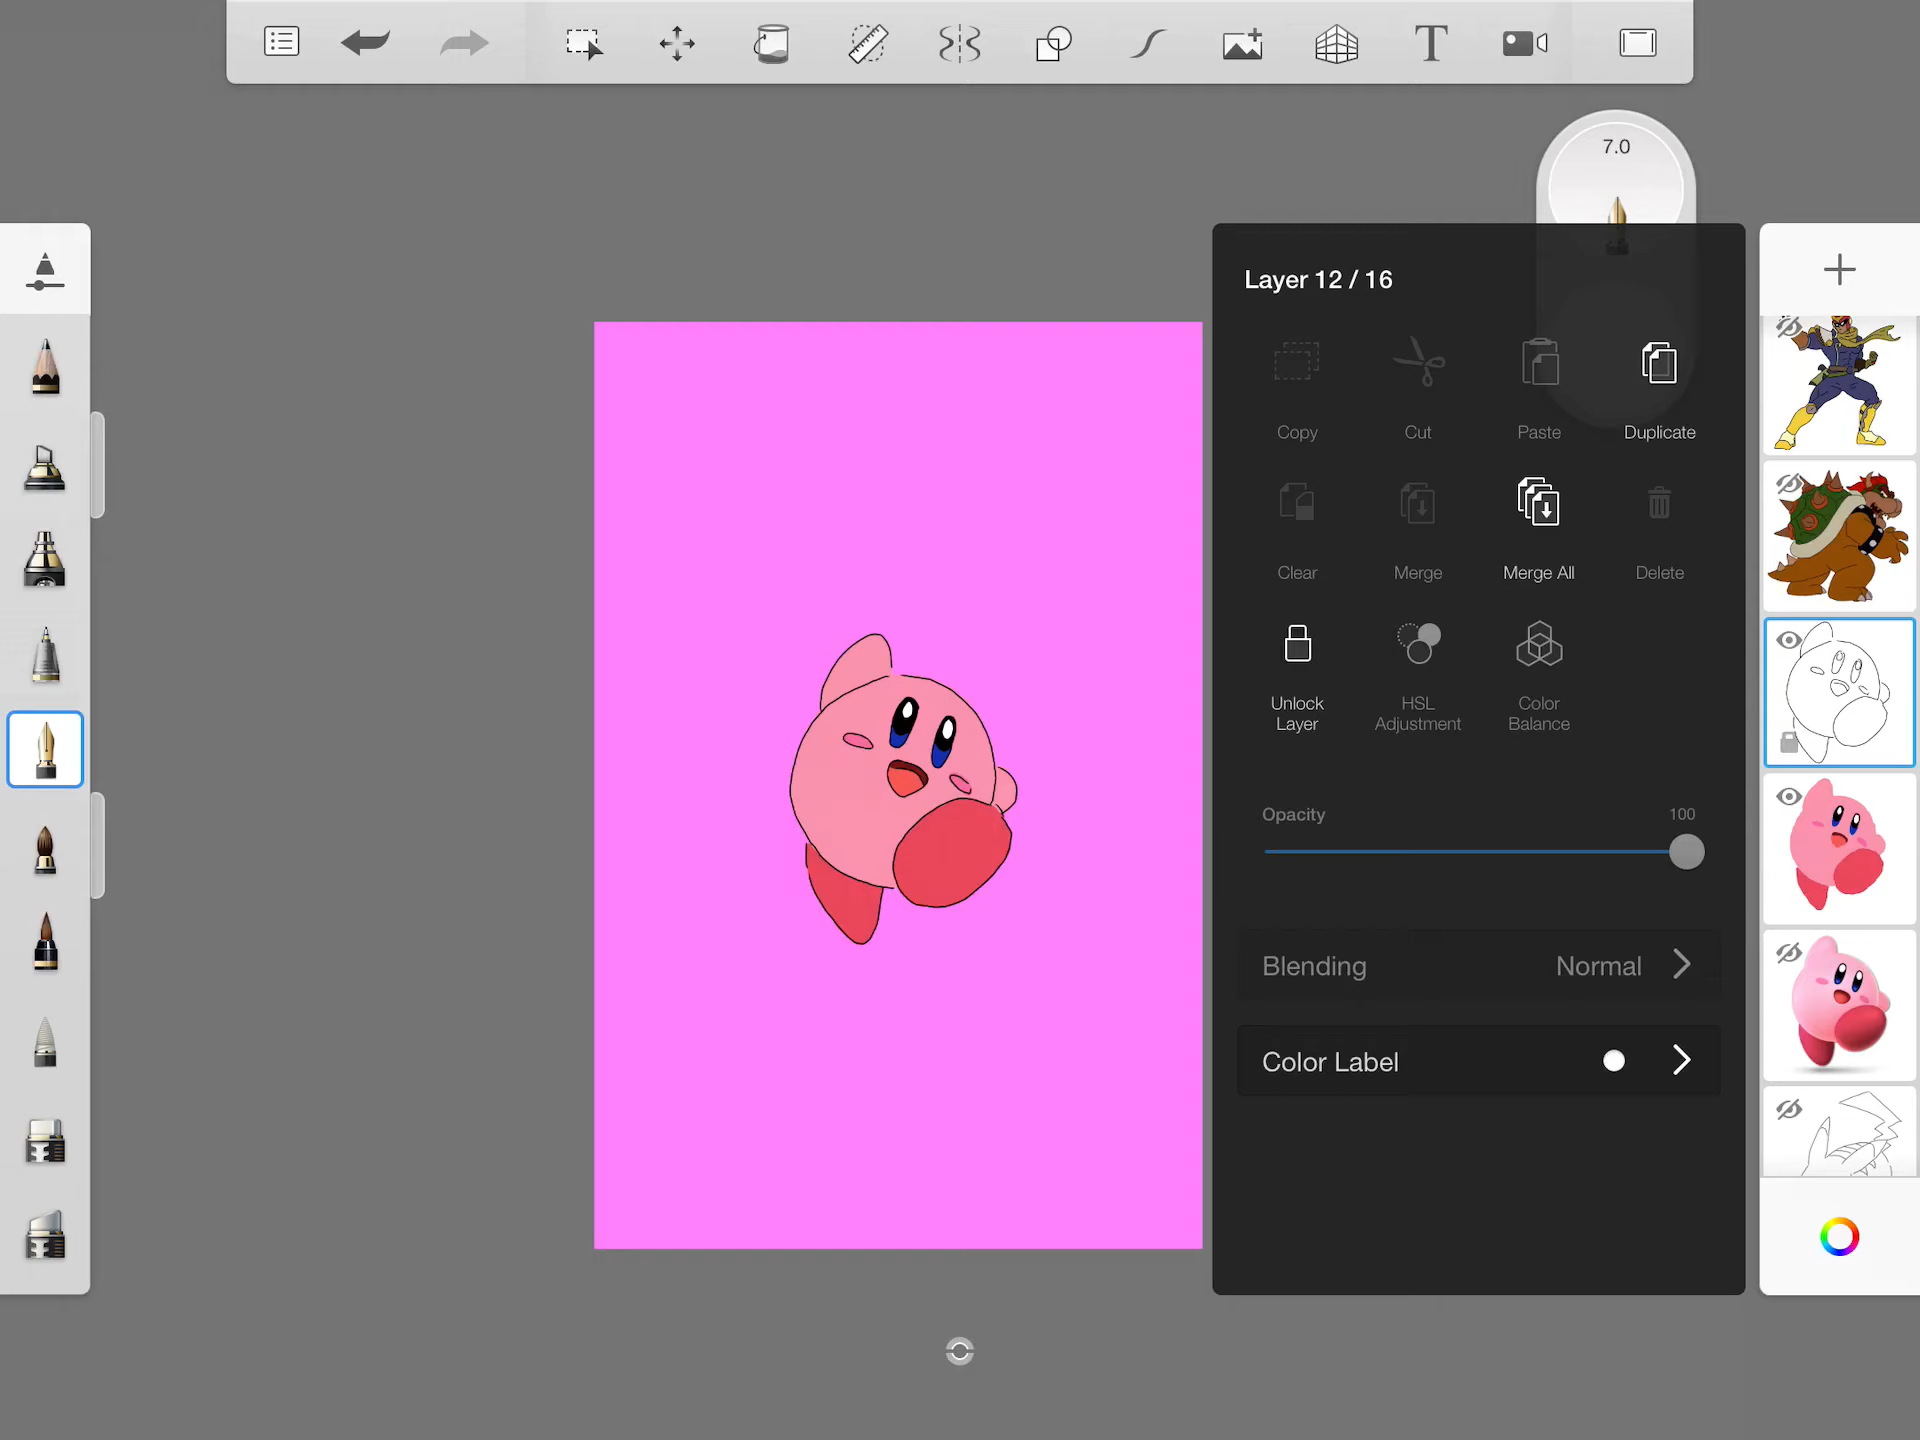 7.0
Layer 12 / 16
Copy Cut Paste Duplicate
Clear Merge Merge All Delete
Unlock Layer HSL Adjustment Color Balance
Opacity 100
Blending Normal
Color Label